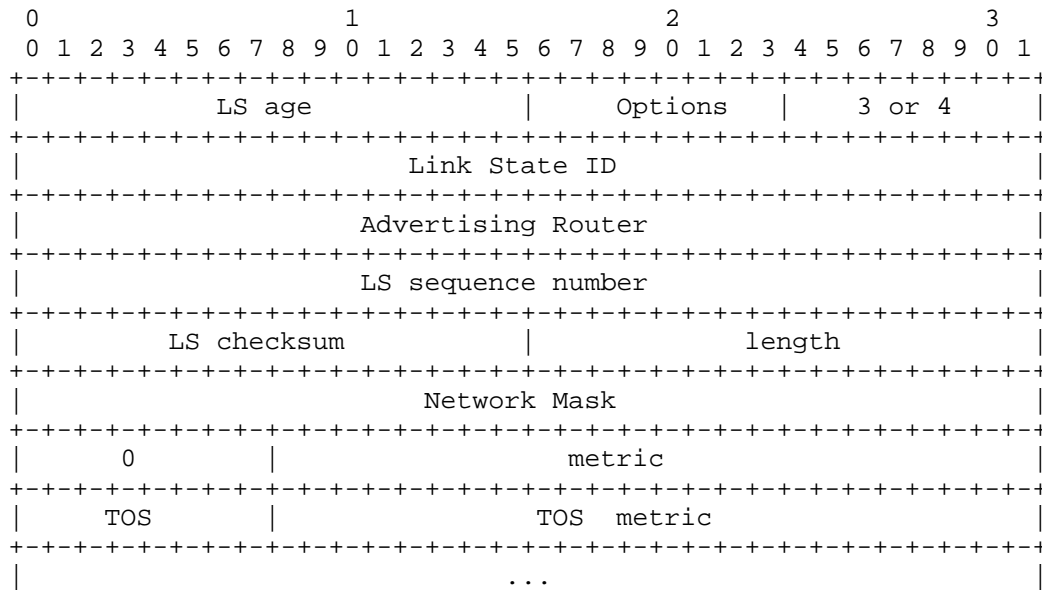 0                   1                   2                   3
 0 1 2 3 4 5 6 7 8 9 0 1 2 3 4 5 6 7 8 9 0 1 2 3 4 5 6 7 8 9 0 1
+-+-+-+-+-+-+-+-+-+-+-+-+-+-+-+-+-+-+-+-+-+-+-+-+-+-+-+-+-+-+-+-+
|            LS age             |     Options   |    3 or 4     |
+-+-+-+-+-+-+-+-+-+-+-+-+-+-+-+-+-+-+-+-+-+-+-+-+-+-+-+-+-+-+-+-+
|                        Link State ID                          |
+-+-+-+-+-+-+-+-+-+-+-+-+-+-+-+-+-+-+-+-+-+-+-+-+-+-+-+-+-+-+-+-+
|                     Advertising Router                        |
+-+-+-+-+-+-+-+-+-+-+-+-+-+-+-+-+-+-+-+-+-+-+-+-+-+-+-+-+-+-+-+-+
|                     LS sequence number                        |
+-+-+-+-+-+-+-+-+-+-+-+-+-+-+-+-+-+-+-+-+-+-+-+-+-+-+-+-+-+-+-+-+
|         LS checksum           |             length            |
+-+-+-+-+-+-+-+-+-+-+-+-+-+-+-+-+-+-+-+-+-+-+-+-+-+-+-+-+-+-+-+-+
|                         Network Mask                          |
+-+-+-+-+-+-+-+-+-+-+-+-+-+-+-+-+-+-+-+-+-+-+-+-+-+-+-+-+-+-+-+-+
|      0        |                  metric                       |
+-+-+-+-+-+-+-+-+-+-+-+-+-+-+-+-+-+-+-+-+-+-+-+-+-+-+-+-+-+-+-+-+
|     TOS       |                TOS  metric                    |
+-+-+-+-+-+-+-+-+-+-+-+-+-+-+-+-+-+-+-+-+-+-+-+-+-+-+-+-+-+-+-+-+
|                              ...                              |